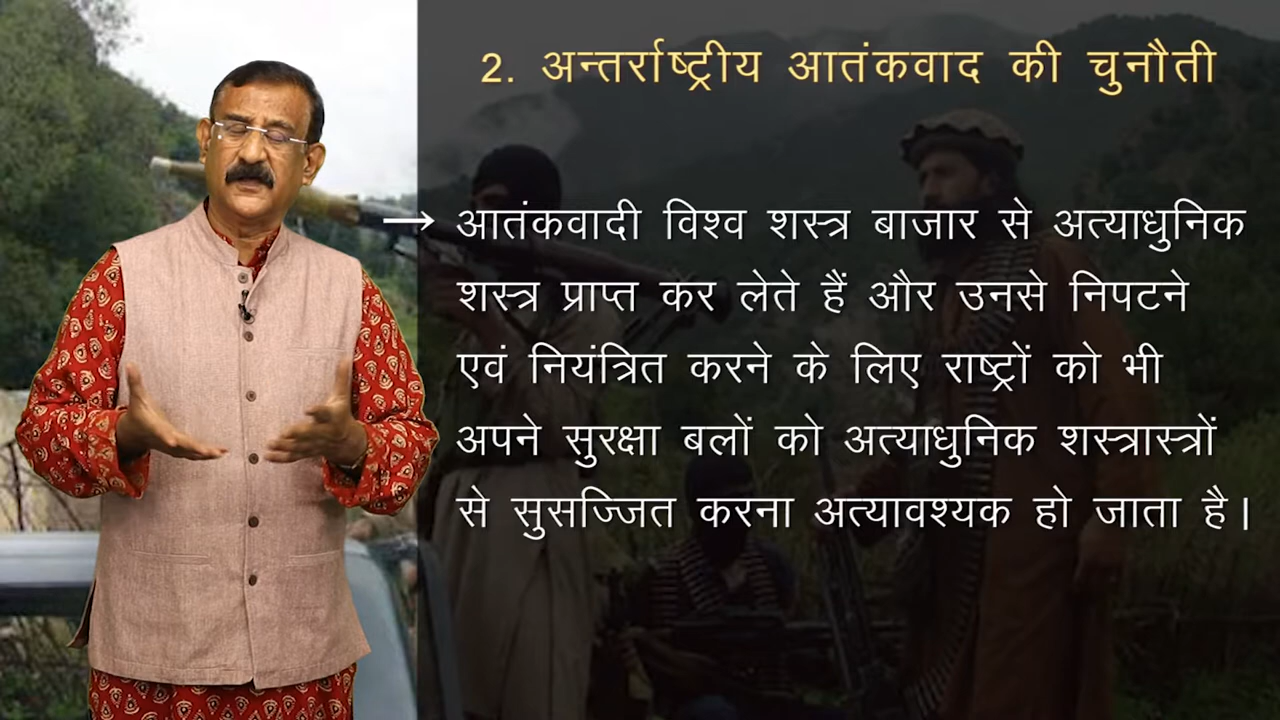 2. अन्तर्राष्ट्रीय आतंकवाद की चुनौती
→ आतंकवादी विश्व शस्त्र बाजार से अत्याधुनिक
शस्त्र प्राप्त कर लेते हैं और उनसे निपटने
एवं नियंत्रित करने के लिए राष्ट्रों को भी
अपने सुरक्षा बलों को अत्याधुनिक शस्त्रास्त्रों
से सुसज्जित करना अत्यावश्यक हो जाता है।